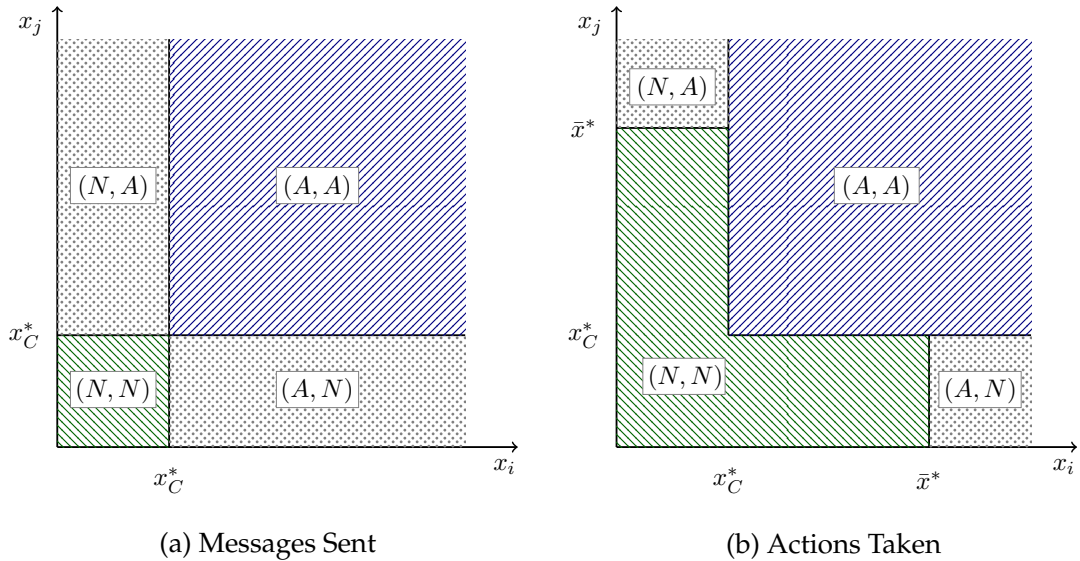 x_j
(N, A)
(A, A)
x_C^*
(N, N)
(A, N)
x_C^*
x_i
(a) Messages Sent
x_j
(N, A)
x̄^*
(A, A)
x_C^*
(N, N)
(A, N)
x_C^*
x̄^*
x_i
(b) Actions Taken